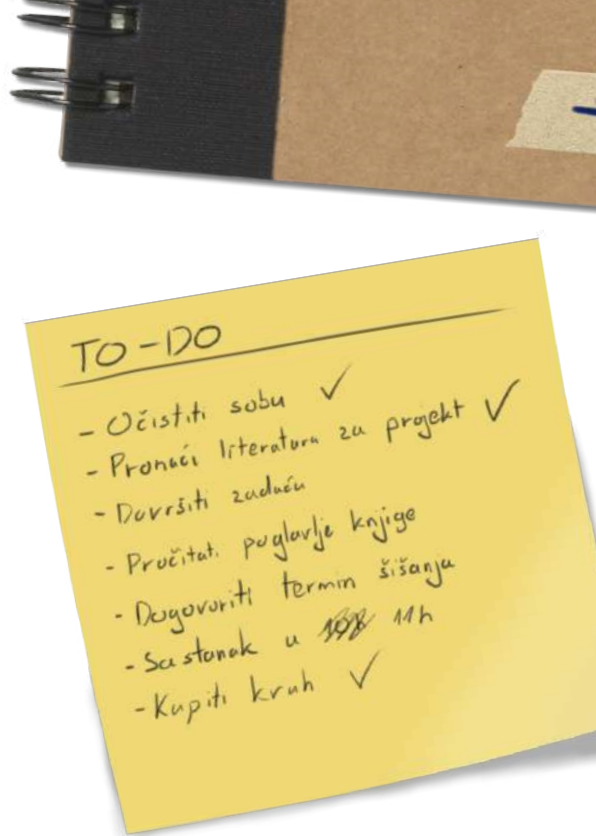 TO-DO
- Očistiti sobu ✓
- Pronaći literatura za projekt ✓
- Dovršiti zadaću
- Pročitati poglavlje knjige
- Dogovoriti termin šišanja
- Sastanak u 11h
- Kupiti kruh ✓